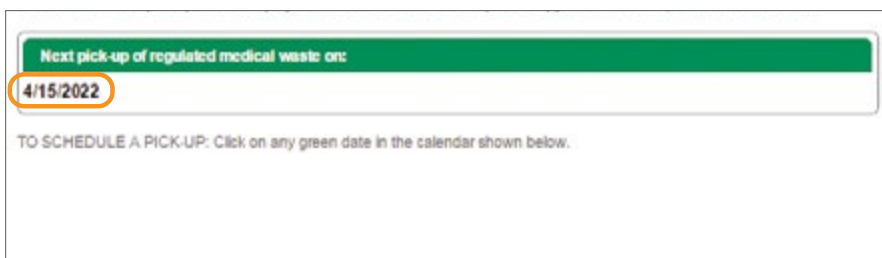 Next pick-up of regulated medical waste on:
4/15/2022
TO SCHEDULE A PICK-UP: Click on any green date in the calendar shown below.